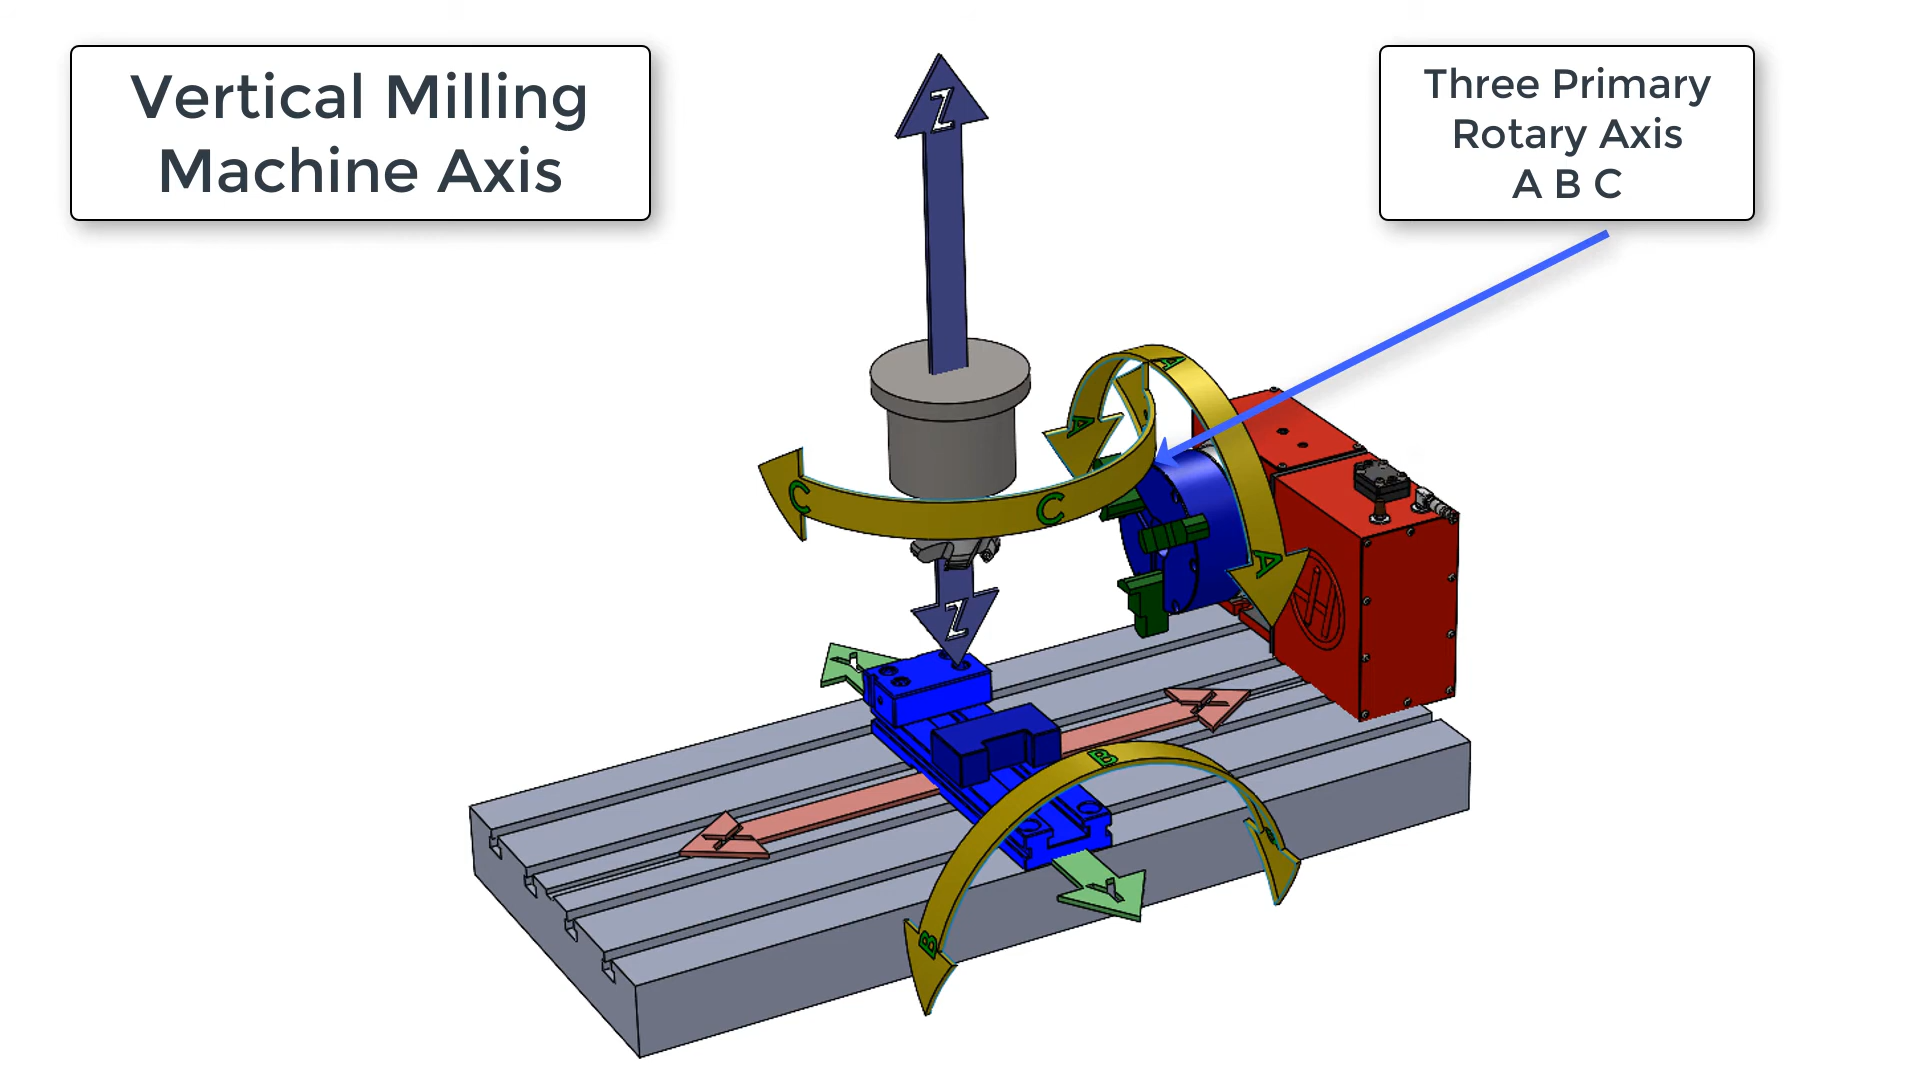 Vertical Milling
Machine Axis
Three Primary
Rotary Axis
A B C
Z
A
A
A
C
C
Z
Y
X
B
X
Y
B
B